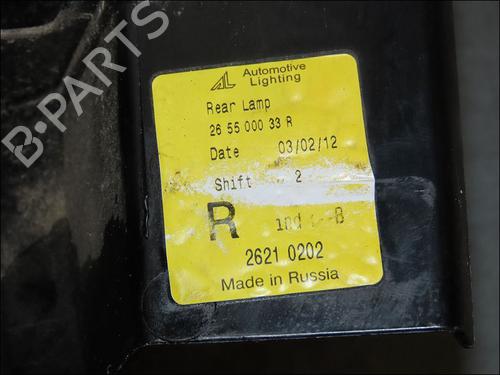 B-PARTS
AL Automotive
Lighting
Rear Lamp
26 55 000 33 R
Date 03/02/12
Shift 2
R
2621 0202
Made in Russia